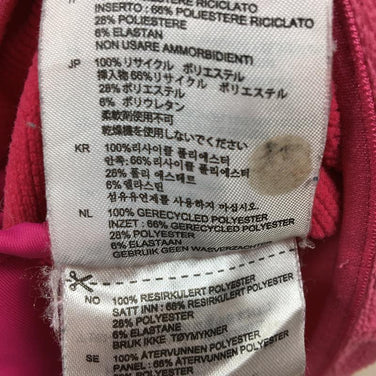 INSERTO : 66% POLIESTERE RICICLATO
28% POLIESTERE
6% ELASTAN
NON USARE AMMORBIDENTI
JP 100%リサイクル ポリエステル
挿入物 66%リサイクル ポリエステル
28%ポリエステル
6% ポリウレタン
柔軟剤使用不可
乾燥機を使用しないでください
KR 100%리사이클 폴리에스터
안쪽: 66%리사이클 폴리에스터
28% 폴리 에스테르
6%엘라스틴
섬유유연제를 사용하지 마십시오
NL 100% GERECYCLED POLYESTER
INZET : 66% GERECYCLED POLYESTER
28% POLYESTER
6% ELASTAAN
GEBRUIK GEEN WASVERZACHTER
NO 100% RESIRKULERT POLYESTER
SATT INN : 66% RESIRKULERT POLYESTER
28% POLYESTER
6% ELASTANE
BRUK IKKE TØYMYKNER
SE 100% ÅTERVUNNEN POLYESTER
PANEL : 66% ÅTERVUNNEN POLYESTER
28% POLYESTER